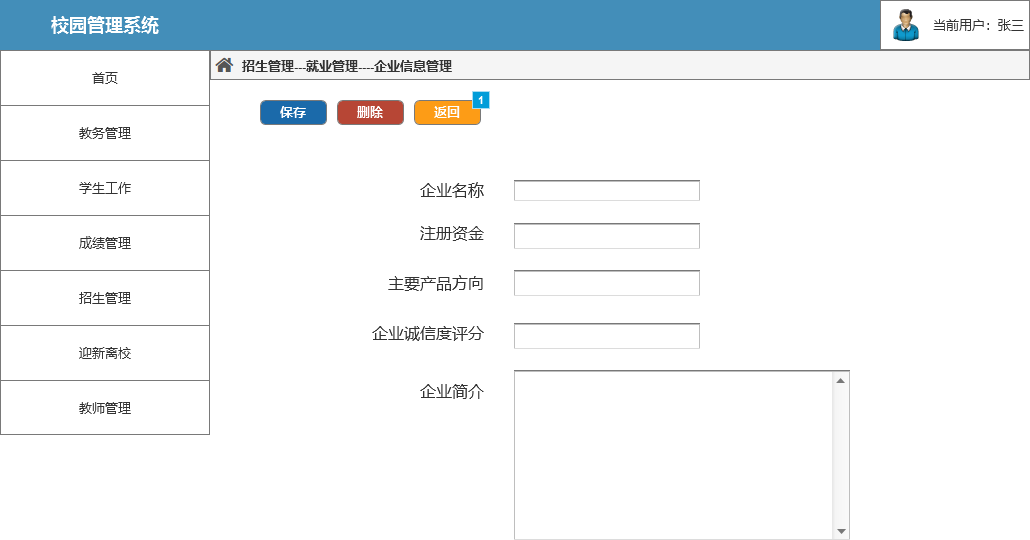 校园管理系统
当前用户：张三
首页
教务管理
学生工作
成绩管理
招生管理
迎新离校
教师管理
招生管理---就业管理----企业信息管理
保存
删除
返回
1
企业名称
注册资金
主要产品方向
企业诚信度评分
企业简介